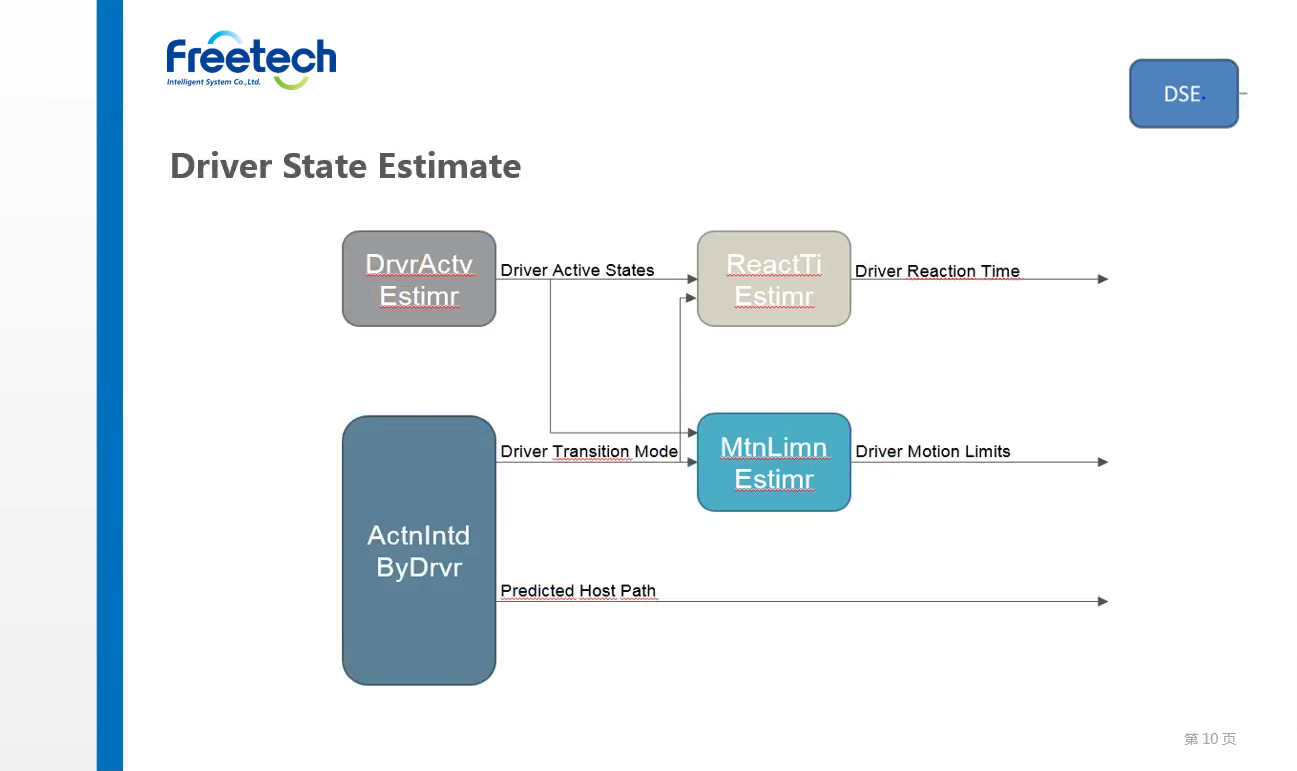 Freetech
Intelligent System Co.,Ltd.
DSE.
Driver State Estimate
DrvrActv
Estimr
Driver Active States
ReactTi
Estimr
Driver Reaction Time
Driver Transition Mode
MtnLimn
Estimr
Driver Motion Limits
ActnIntd
ByDrvr
Predicted Host Path
第 10 页